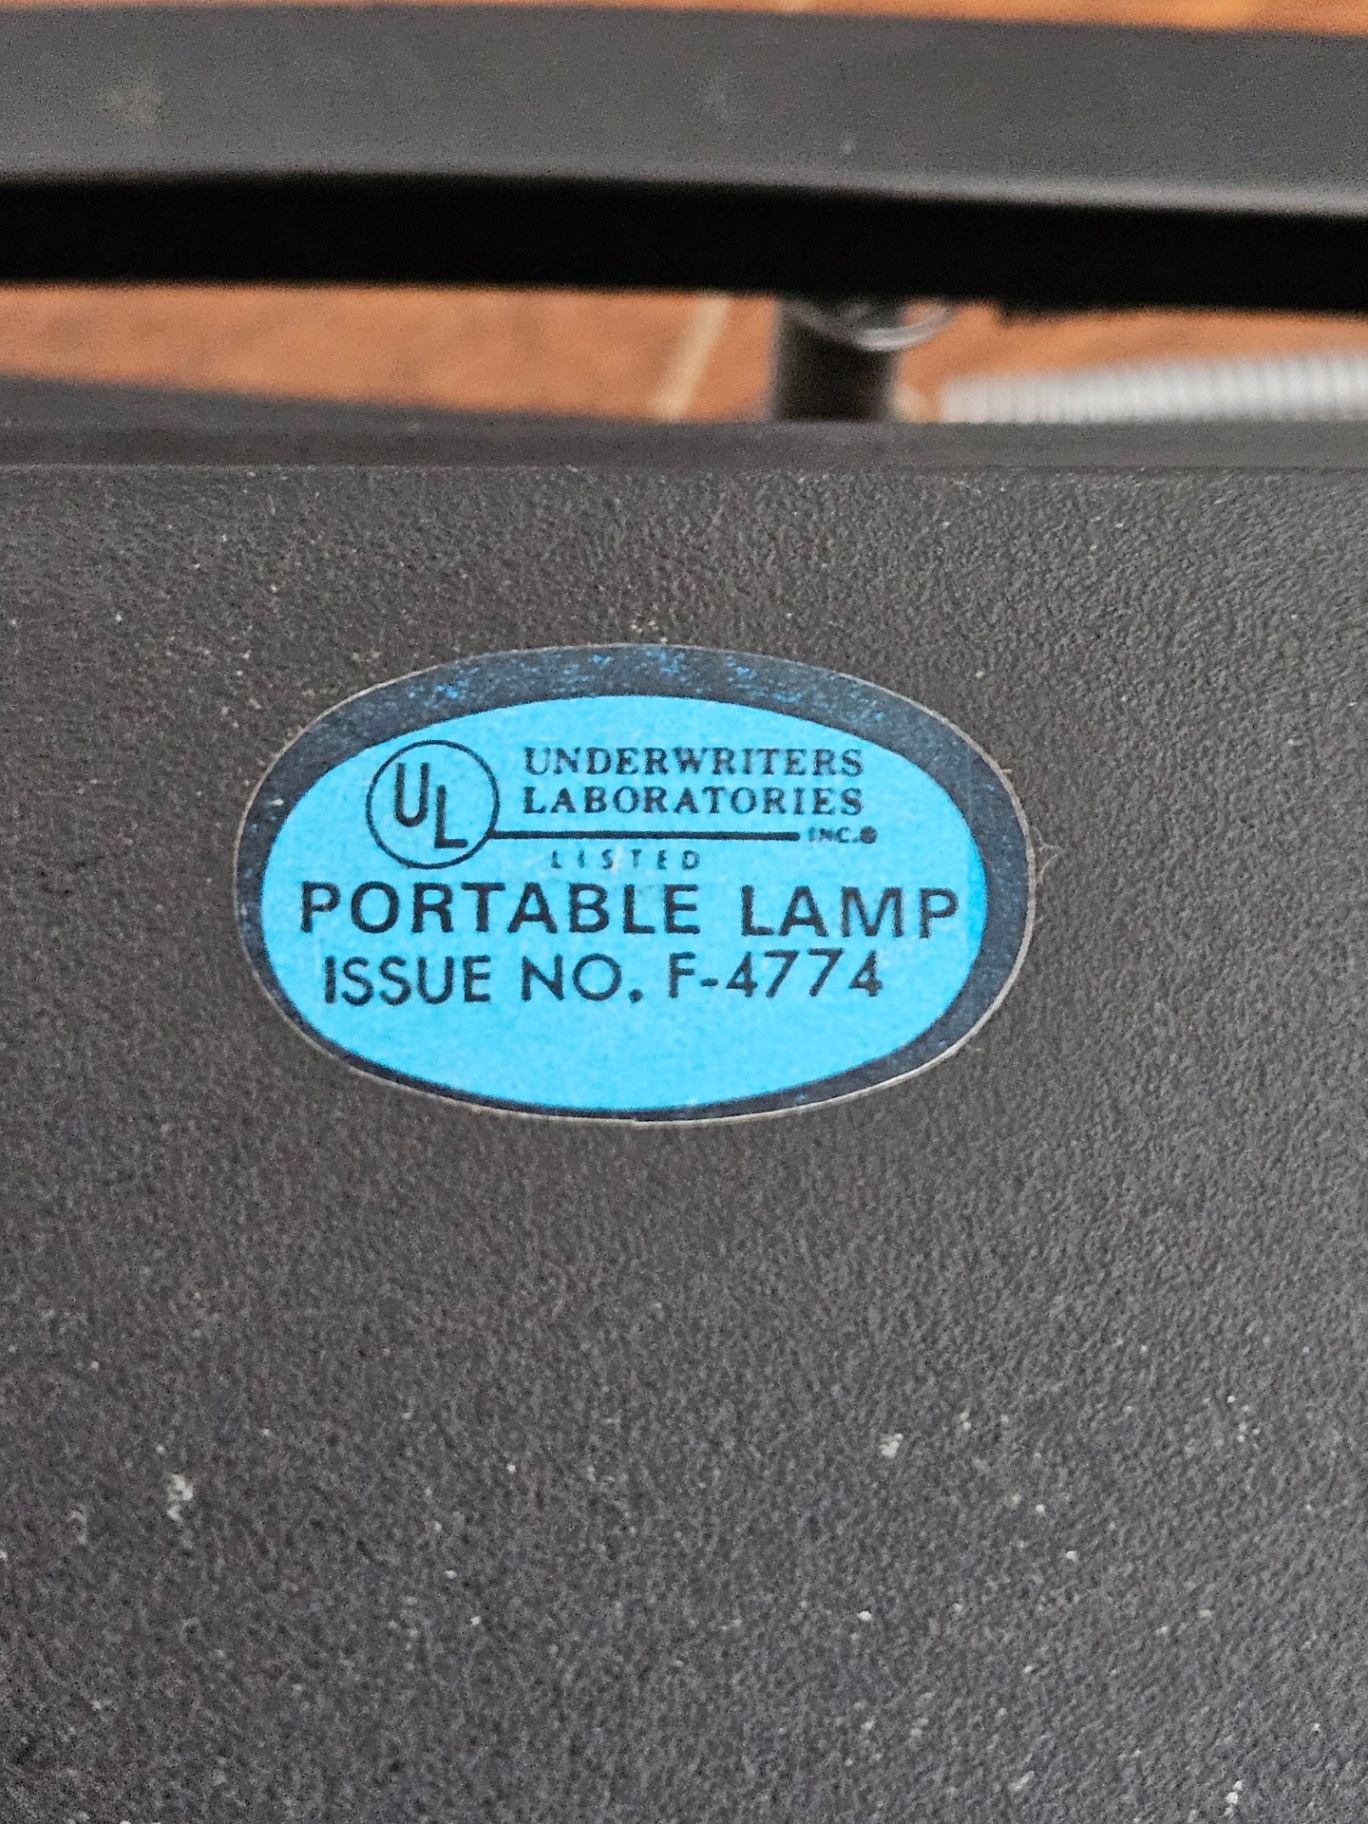 UL UNDERWRITERS
LABORATORIES
INC.®
LISTED
PORTABLE LAMP
ISSUE NO. F-4774